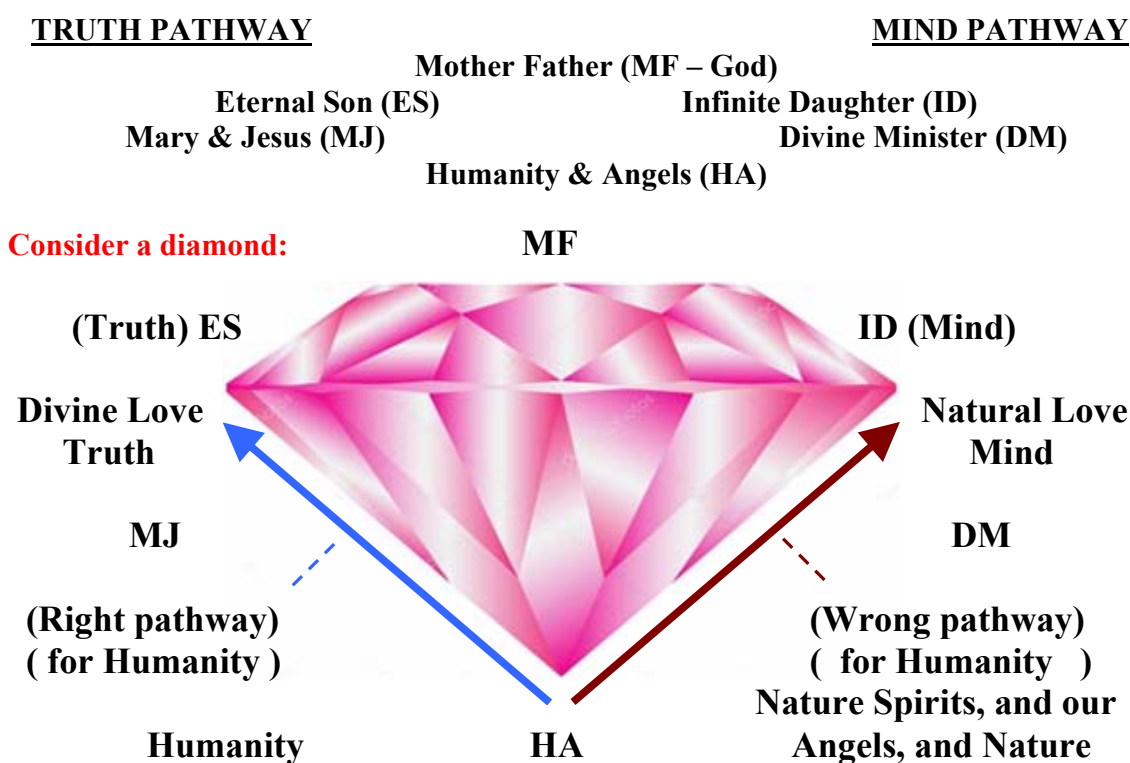 TRUTH PATHWAY MIND PATHWAY
Mother Father (MF – God)
Eternal Son (ES) Infinite Daughter (ID)
Mary & Jesus (MJ) Divine Minister (DM)
Humanity & Angels (HA)
Consider a diamond: MF
(Truth) ES ID (Mind)
Divine Love Natural Love
Truth Mind
MJ DM
(Right pathway) (Wrong pathway)
( for Humanity ) ( for Humanity )
Nature Spirits, and our
Humanity HA Angels, and Nature